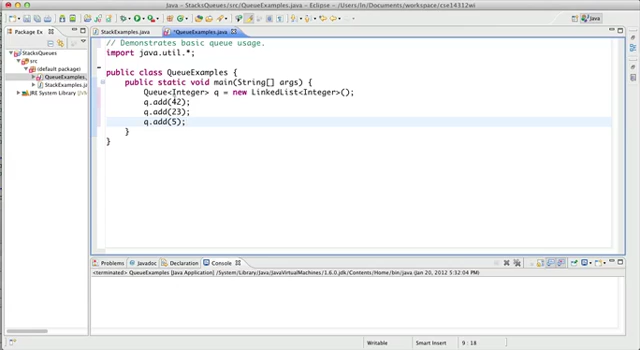 Java - StacksQueues/src/QueueExamples.java - Eclipse - /Users/ln/Documents/workspace/cse14312wi
Java
Package Ex
StacksQueues
src
(default package)
QueueExamples.
StackExamples.j
JRE System Library [Java
StackExamples.java
*QueueExamples.java
// Demonstrates basic queue usage.
import java.util.*;
public class QueueExamples {
public static void main(String[] args) {
Queue<Integer> q = new LinkedList<Integer>();
q.add(42);
q.add(23);
q.add(5);
}
}
Problems
Javadoc
Declaration
Console
<terminated> QueueExamples [Java Application] /System/Library/Java/JavaVirtualMachines/1.6.0.jdk/Contents/Home/bin/java (Jan 20, 2012 5:32:04 PM)
Writable
Smart Insert
9 : 18